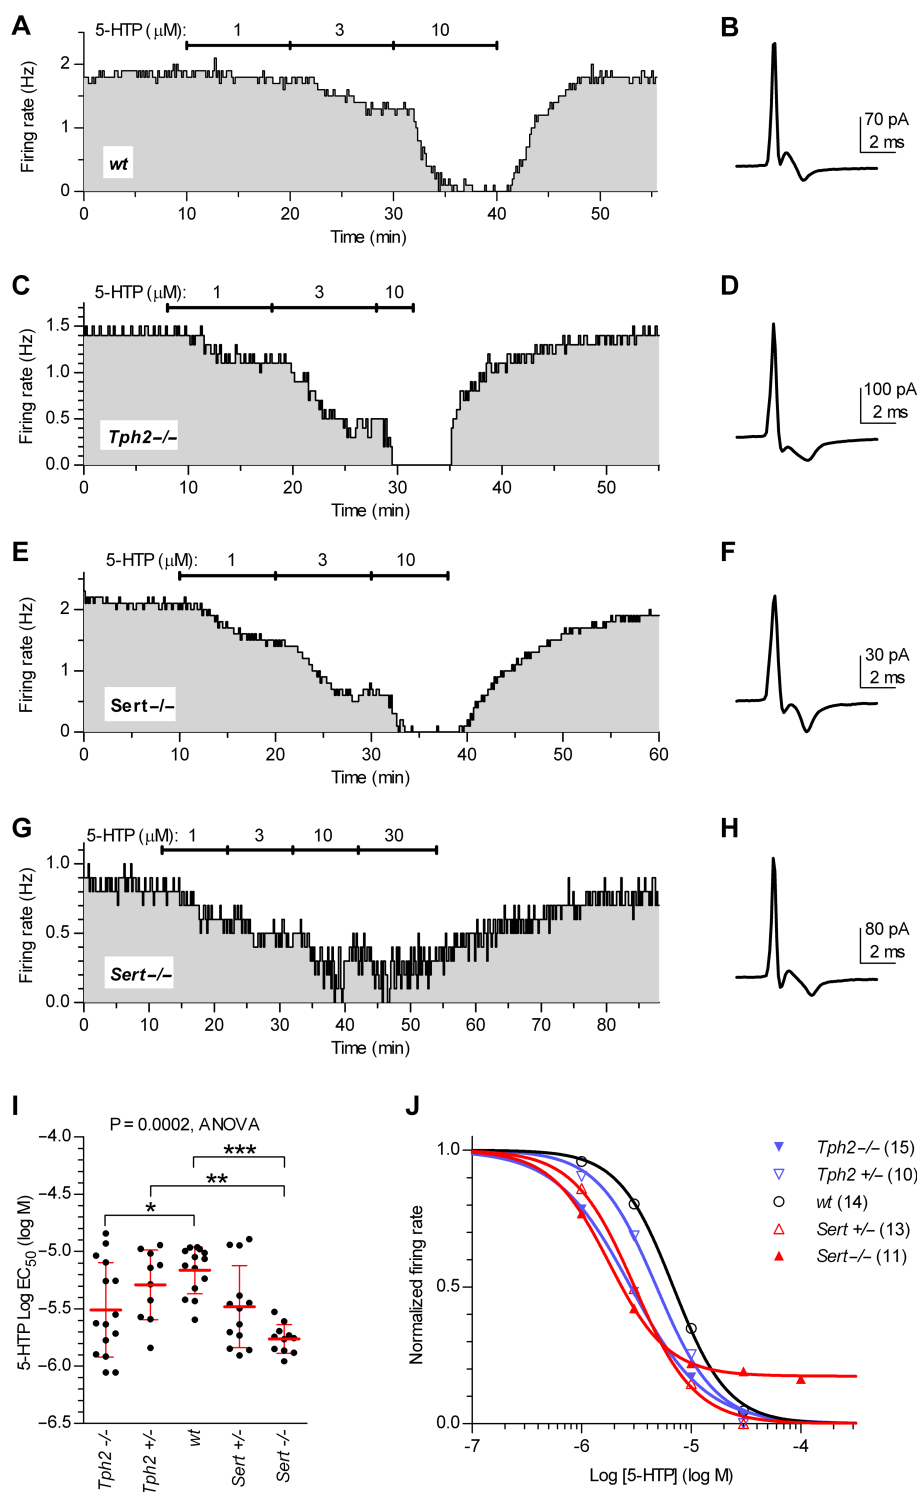 A
5-HTP (μM): 1 3 10
Firing rate (Hz)
2
1
0
wt
0 10 20 30 40 50
Time (min)
B
70 pA
2 ms
C
5-HTP (μM): 1 3 10
Firing rate (Hz)
1.5
1.0
0.5
0.0
Tph2−/−
0 10 20 30 40 50
Time (min)
D
100 pA
2 ms
E
5-HTP (μM): 1 3 10
Firing rate (Hz)
2
1
0
Sert−/−
0 10 20 30 40 50 60
Time (min)
F
30 pA
2 ms
G
5-HTP (μM): 1 3 10 30
Firing rate (Hz)
1.0
0.5
0.0
Sert−/−
0 10 20 30 40 50 60 70 80
Time (min)
H
80 pA
2 ms
I
P = 0.0002, ANOVA
5-HTP Log EC50 (log M)
−4.0
−4.5
−5.0
−5.5
−6.0
−6.5
***
**
*
Tph2 -/-
Tph2 +/-
wt
Sert +/-
Sert -/-
J
Normalized firing rate
1.0
0.5
0.0
-7 -6 -5 -4
Log [5-HTP] (log M)
Tph2−/− (15)
Tph2 +/− (10)
wt (14)
Sert +/− (13)
Sert−/− (11)